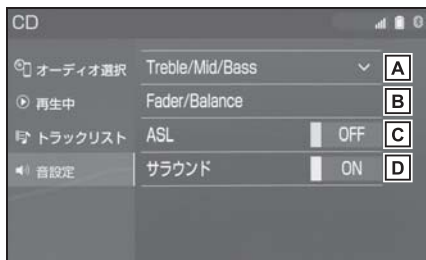 CD
オーディオ選択
Treble/Mid/Bass
A
再生中
Fader/Balance
B
トラックリスト
ASL
OFF
C
音設定
サラウンド
ON
D